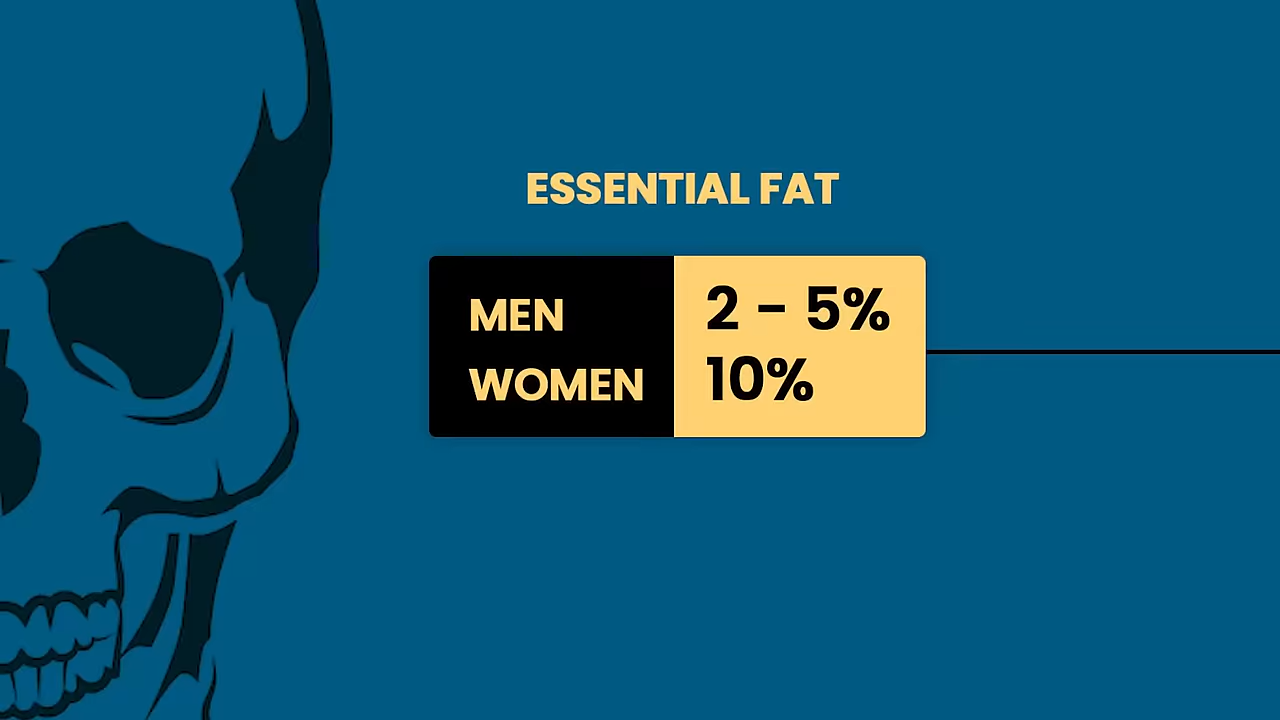 ESSENTIAL FAT
MEN 2 – 5%
WOMEN 10%